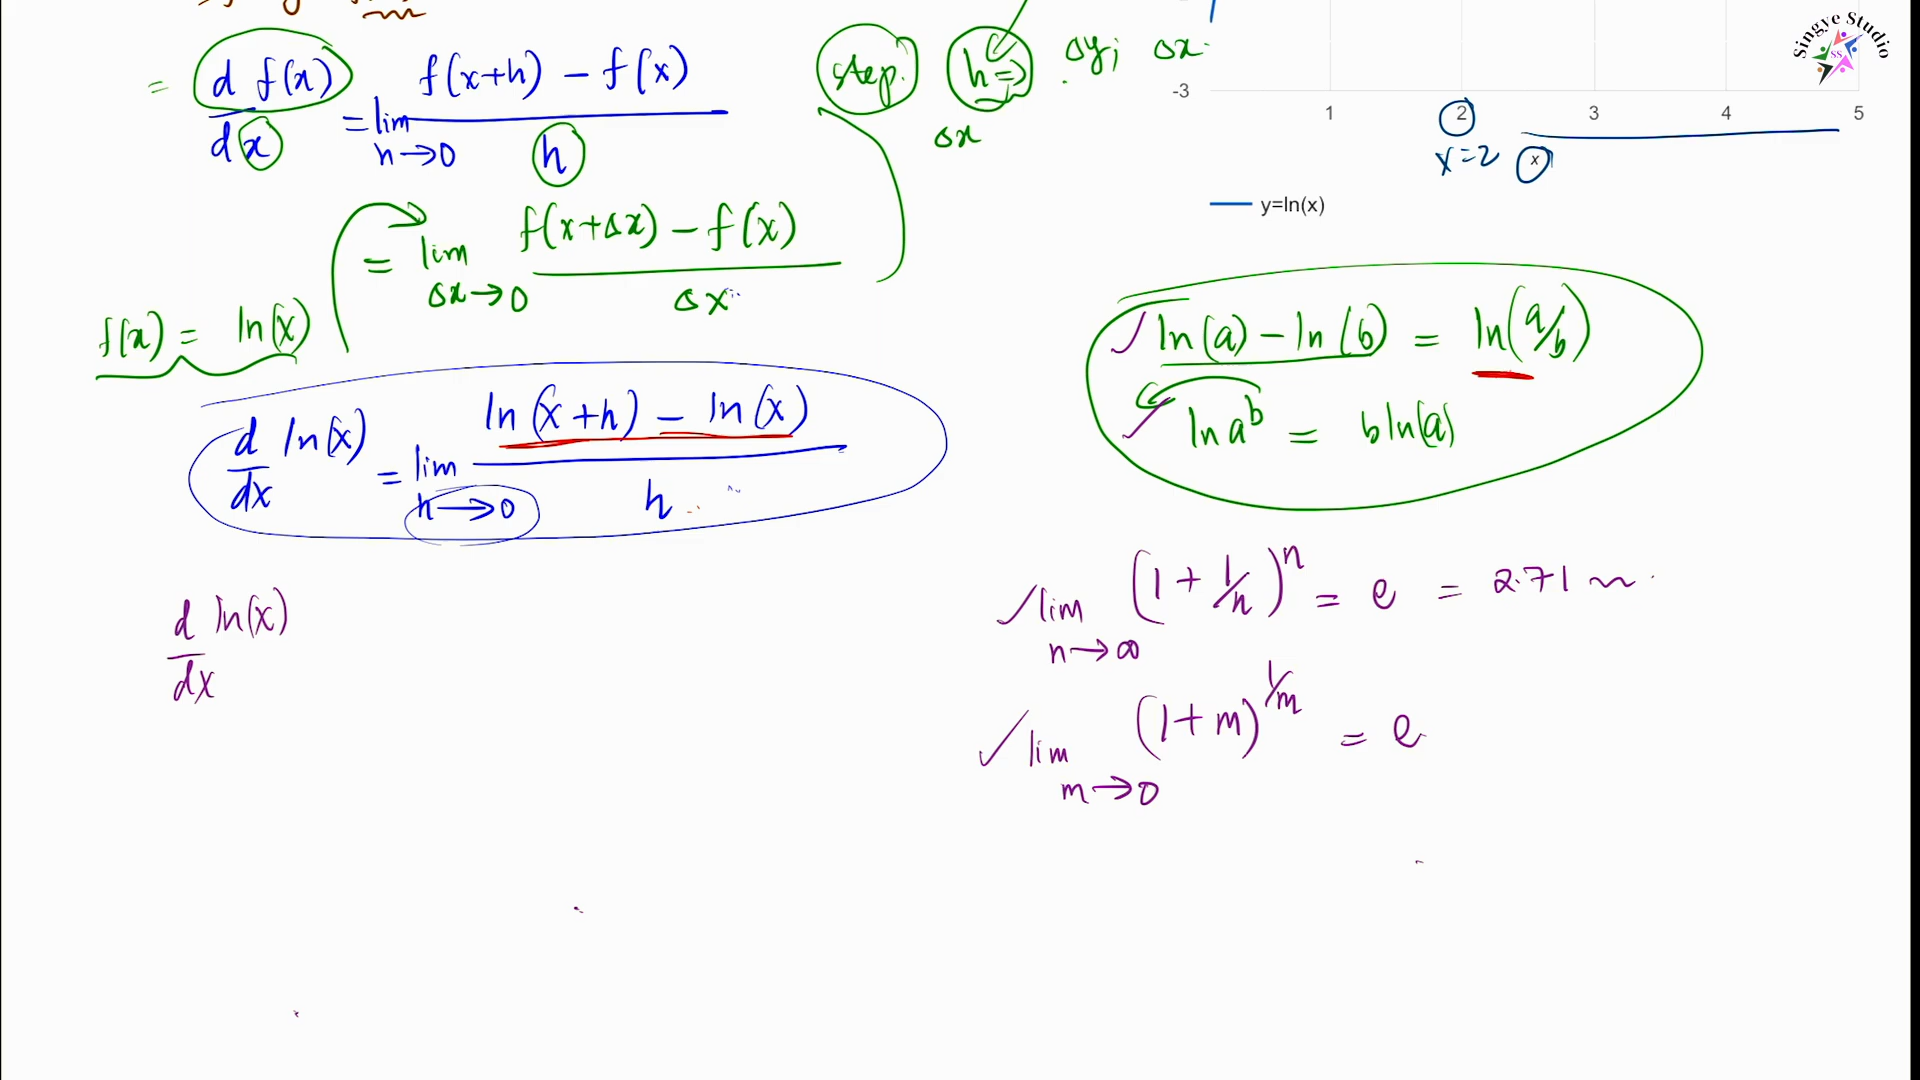 = d f(x) / dx = lim h→0 f(x+h) − f(x) / h
step. h => Δy; Δx
Δx
= lim Δx→0 f(x+Δx) − f(x) / Δx
f(x) = ln(x)
d/dx ln(x) = lim h→0 ln(x+h) − ln(x) / h
d/dx ln(x)
-3
1 2 3 4 5
x=2 x
y=ln(x)
ln(a) − ln(b) = ln(a/b)
ln a^b = b ln(a)
lim n→∞ (1 + 1/n)^n = e = 2.71
lim m→0 (1+m)^1/m = e
Singye Studio
SS